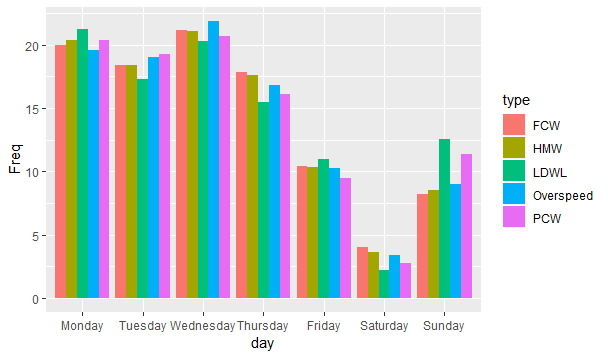 Freq
20
15
10
5
0
Monday Tuesday Wednesday Thursday Friday Saturday Sunday
day
type
FCW
HMW
LDWL
Overspeed
PCW